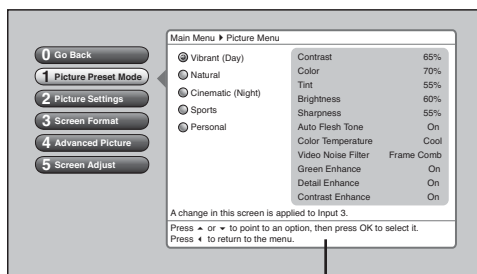 Main Menu ▸ Picture Menu
0 Go Back
1 Picture Preset Mode
2 Picture Settings
3 Screen Format
4 Advanced Picture
5 Screen Adjust
Vibrant (Day)
Natural
Cinematic (Night)
Sports
Personal
Contrast 65%
Color 70%
Tint 55%
Brightness 60%
Sharpness 55%
Auto Flesh Tone On
Color Temperature Cool
Video Noise Filter Frame Comb
Green Enhance On
Detail Enhance On
Contrast Enhance On
A change in this screen is applied to Input 3.
Press ▴ or ▾ to point to an option, then press OK to select it.
Press ◂ to return to the menu.